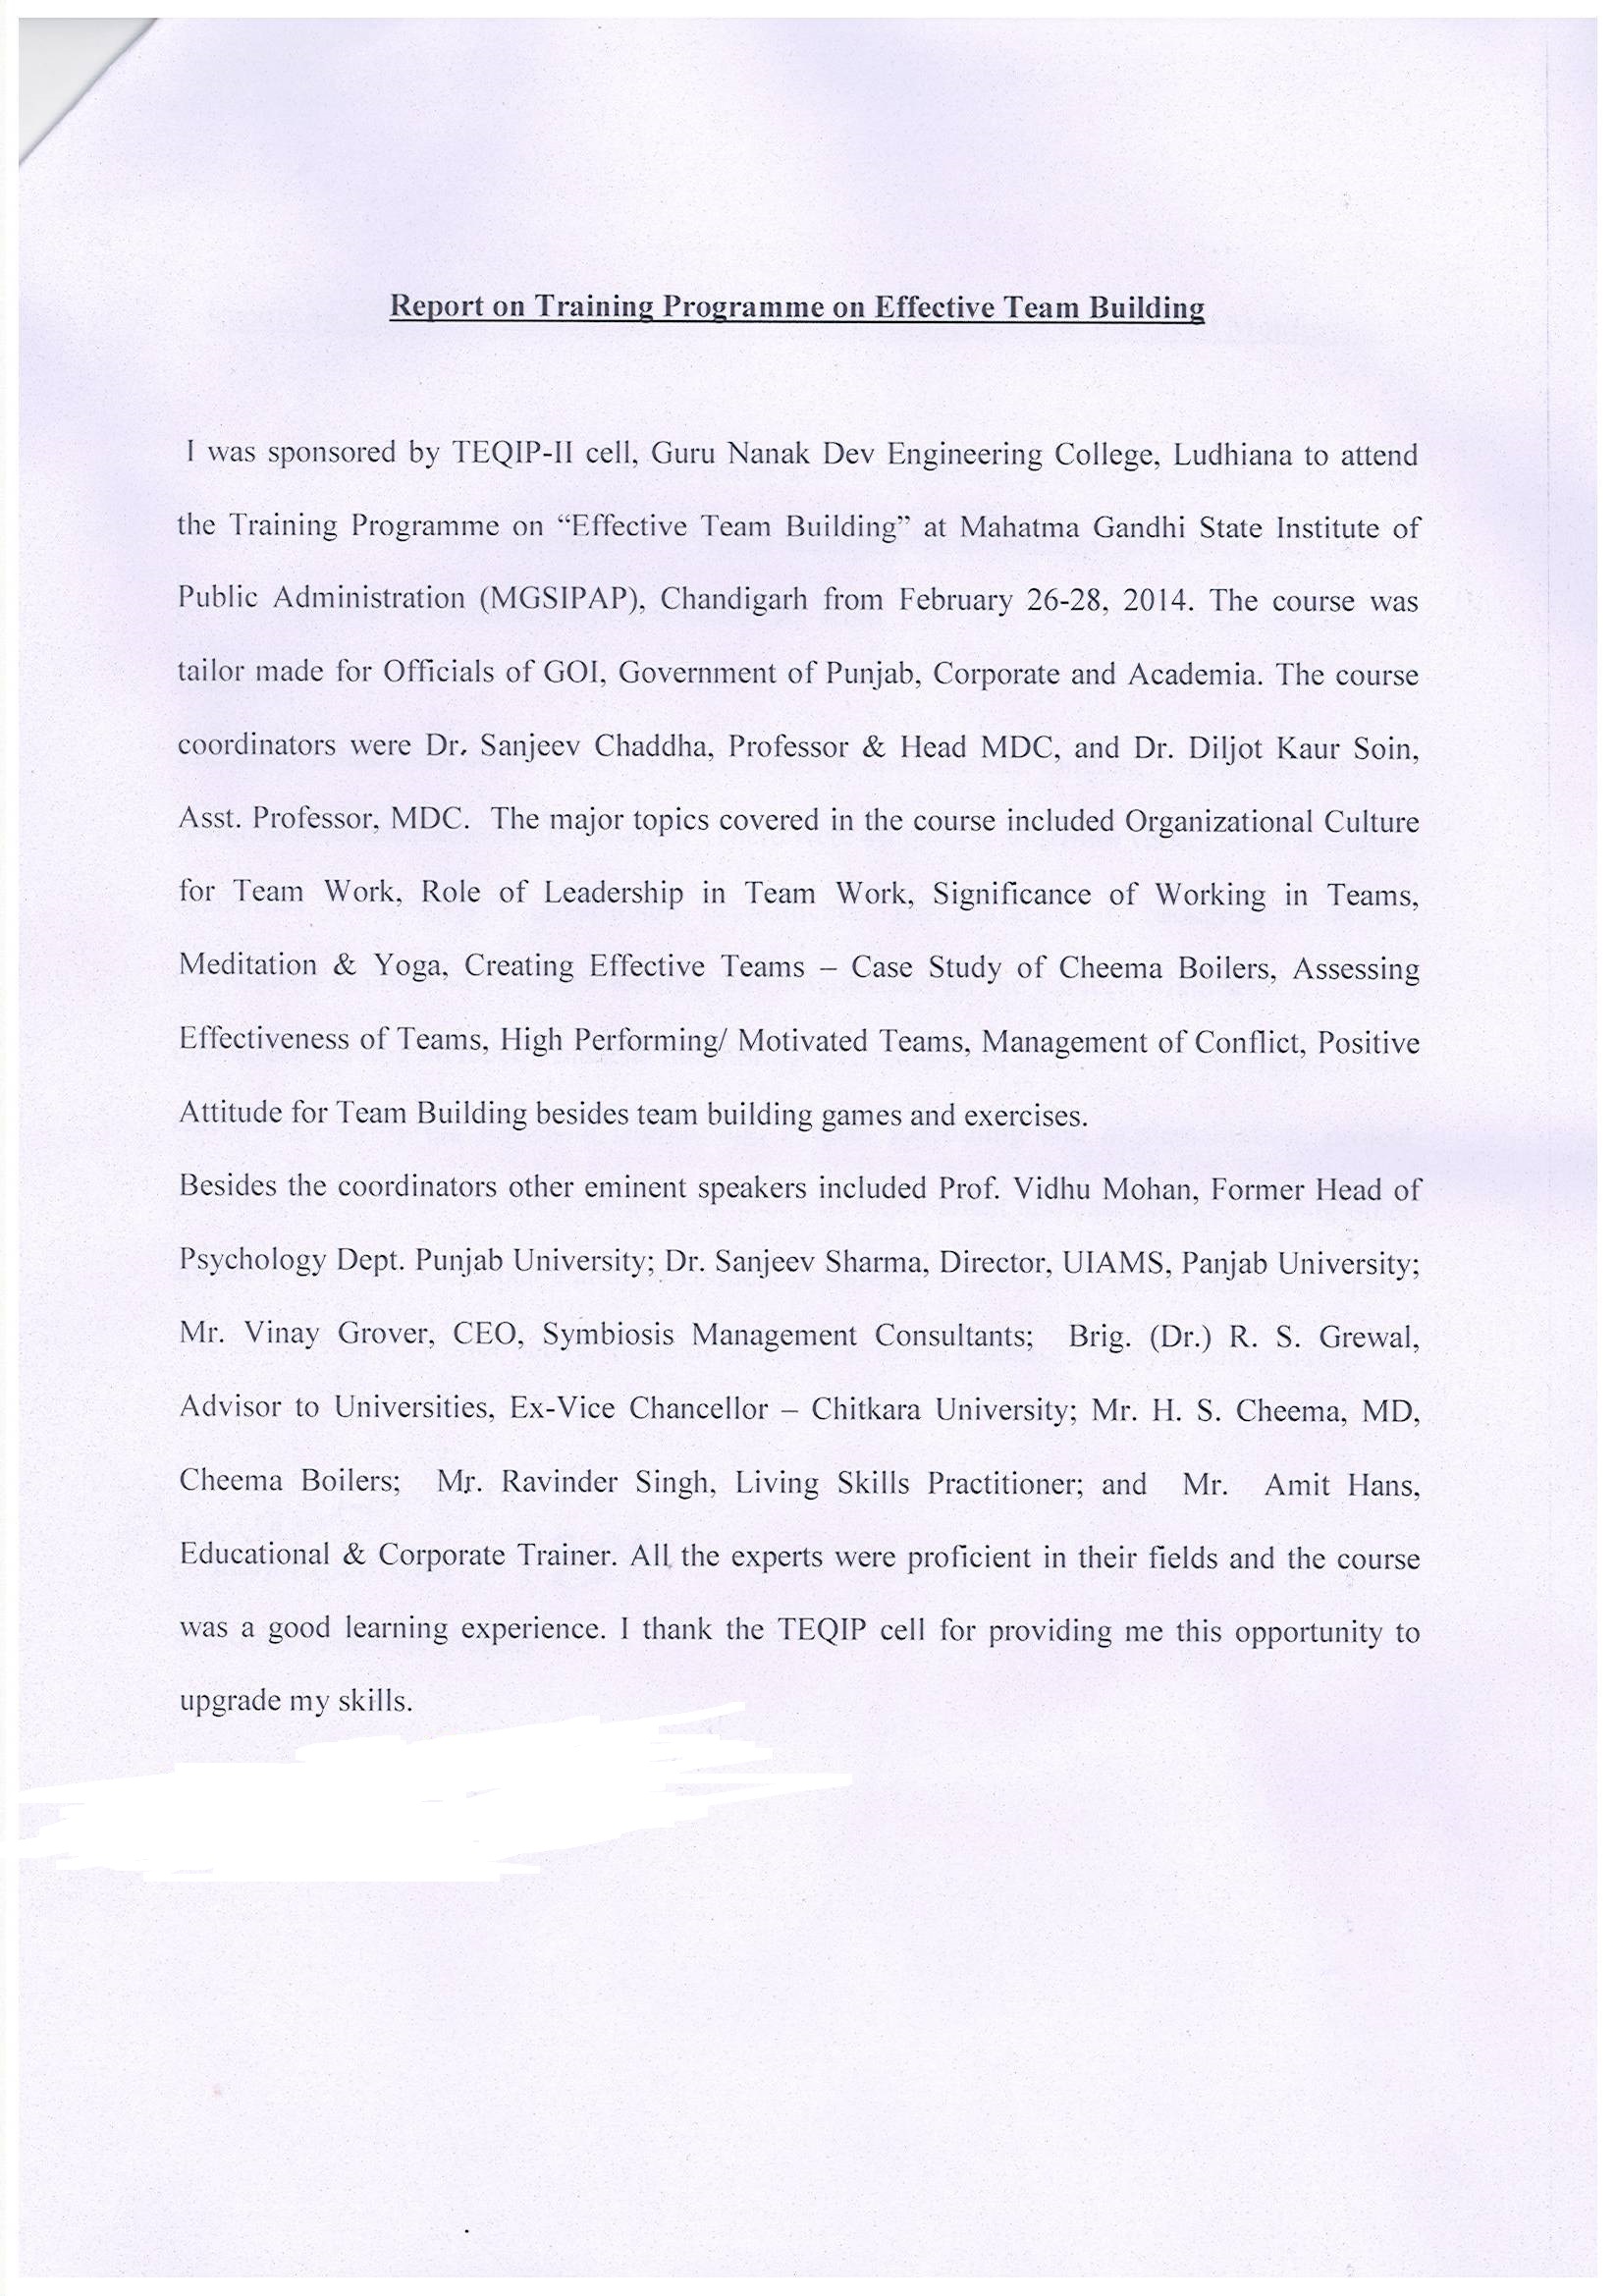 Report on Training Programme on Effective Team Building
I was sponsored by TEQIP-II cell, Guru Nanak Dev Engineering College, Ludhiana to attend
the Training Programme on “Effective Team Building” at Mahatma Gandhi State Institute of
Public Administration (MGSIPAP), Chandigarh from February 26-28, 2014. The course was
tailor made for Officials of GOI, Government of Punjab, Corporate and Academia. The course
coordinators were Dr. Sanjeev Chaddha, Professor & Head MDC, and Dr. Diljot Kaur Soin,
Asst. Professor, MDC. The major topics covered in the course included Organizational Culture
for Team Work, Role of Leadership in Team Work, Significance of Working in Teams,
Meditation & Yoga, Creating Effective Teams – Case Study of Cheema Boilers, Assessing
Effectiveness of Teams, High Performing/ Motivated Teams, Management of Conflict, Positive
Attitude for Team Building besides team building games and exercises.
Besides the coordinators other eminent speakers included Prof. Vidhu Mohan, Former Head of
Psychology Dept. Punjab University; Dr. Sanjeev Sharma, Director, UIAMS, Panjab University;
Mr. Vinay Grover, CEO, Symbiosis Management Consultants; Brig. (Dr.) R. S. Grewal,
Advisor to Universities, Ex-Vice Chancellor – Chitkara University; Mr. H. S. Cheema, MD,
Cheema Boilers; Mr. Ravinder Singh, Living Skills Practitioner; and Mr. Amit Hans,
Educational & Corporate Trainer. All the experts were proficient in their fields and the course
was a good learning experience. I thank the TEQIP cell for providing me this opportunity to
upgrade my skills.